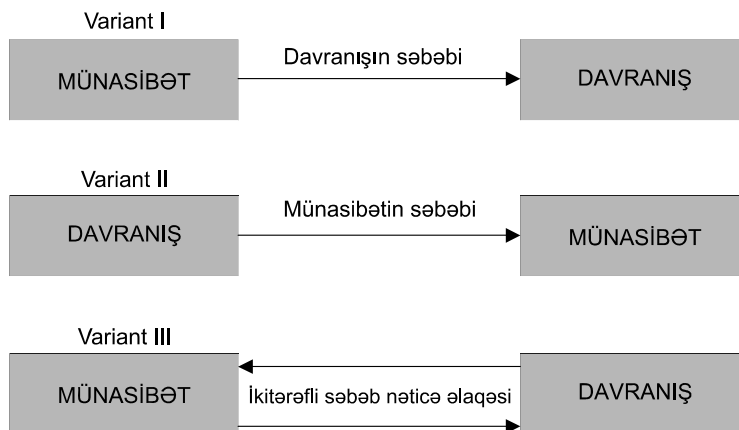 Variant I
MÜNASİBƏT
Davranışın səbəbi
DAVRANIŞ
Variant II
DAVRANIŞ
Münasibətin səbəbi
MÜNASİBƏT
Variant III
MÜNASİBƏT
İkitərəfli səbəb nəticə əlaqəsi
DAVRANIŞ